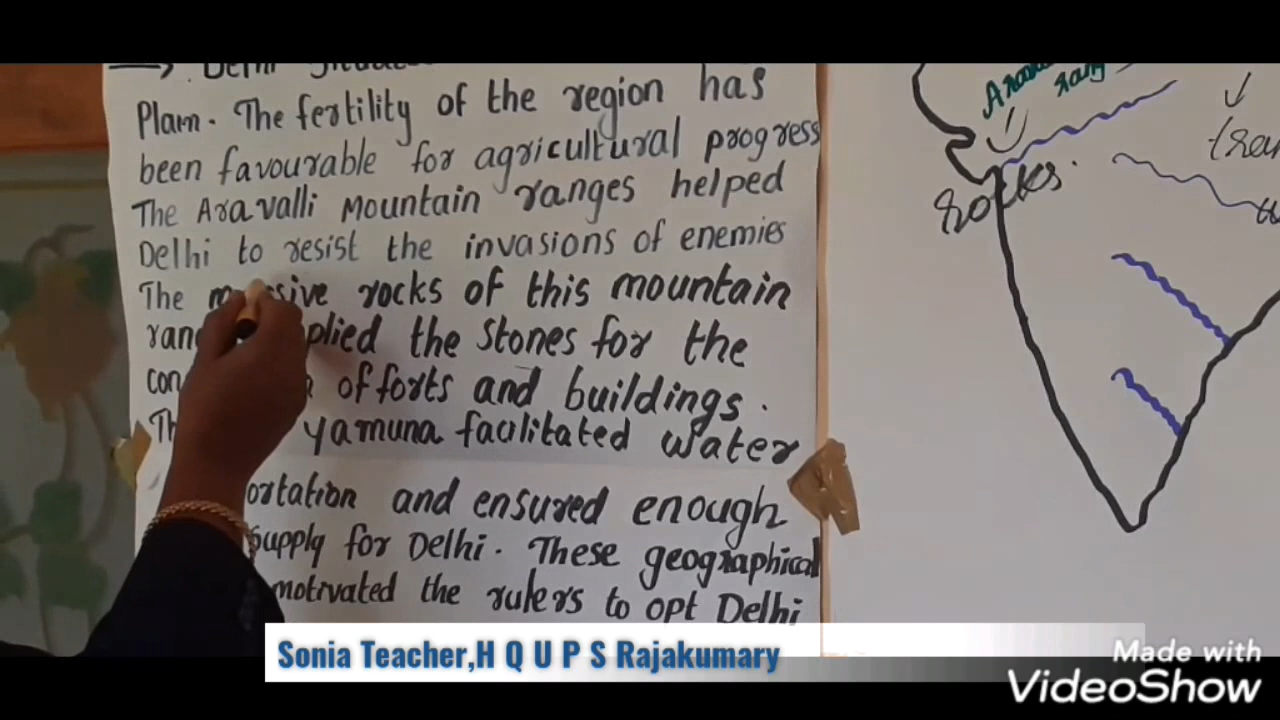 Delhi
Plain. The fertility of the region has
been favourable for agricultural progress
The Aravalli Mountain ranges helped
Delhi to resist the invasions of enemies
The massive rocks of this mountain
the stones for the
of forts and buildings.
yamuna facilitated water
and ensured enough
supply for Delhi. These geographical
motivated the rulers to opt Delhi
rocks.
Sonia Teacher,H Q U P S Rajakumary
Made with
VideoShow